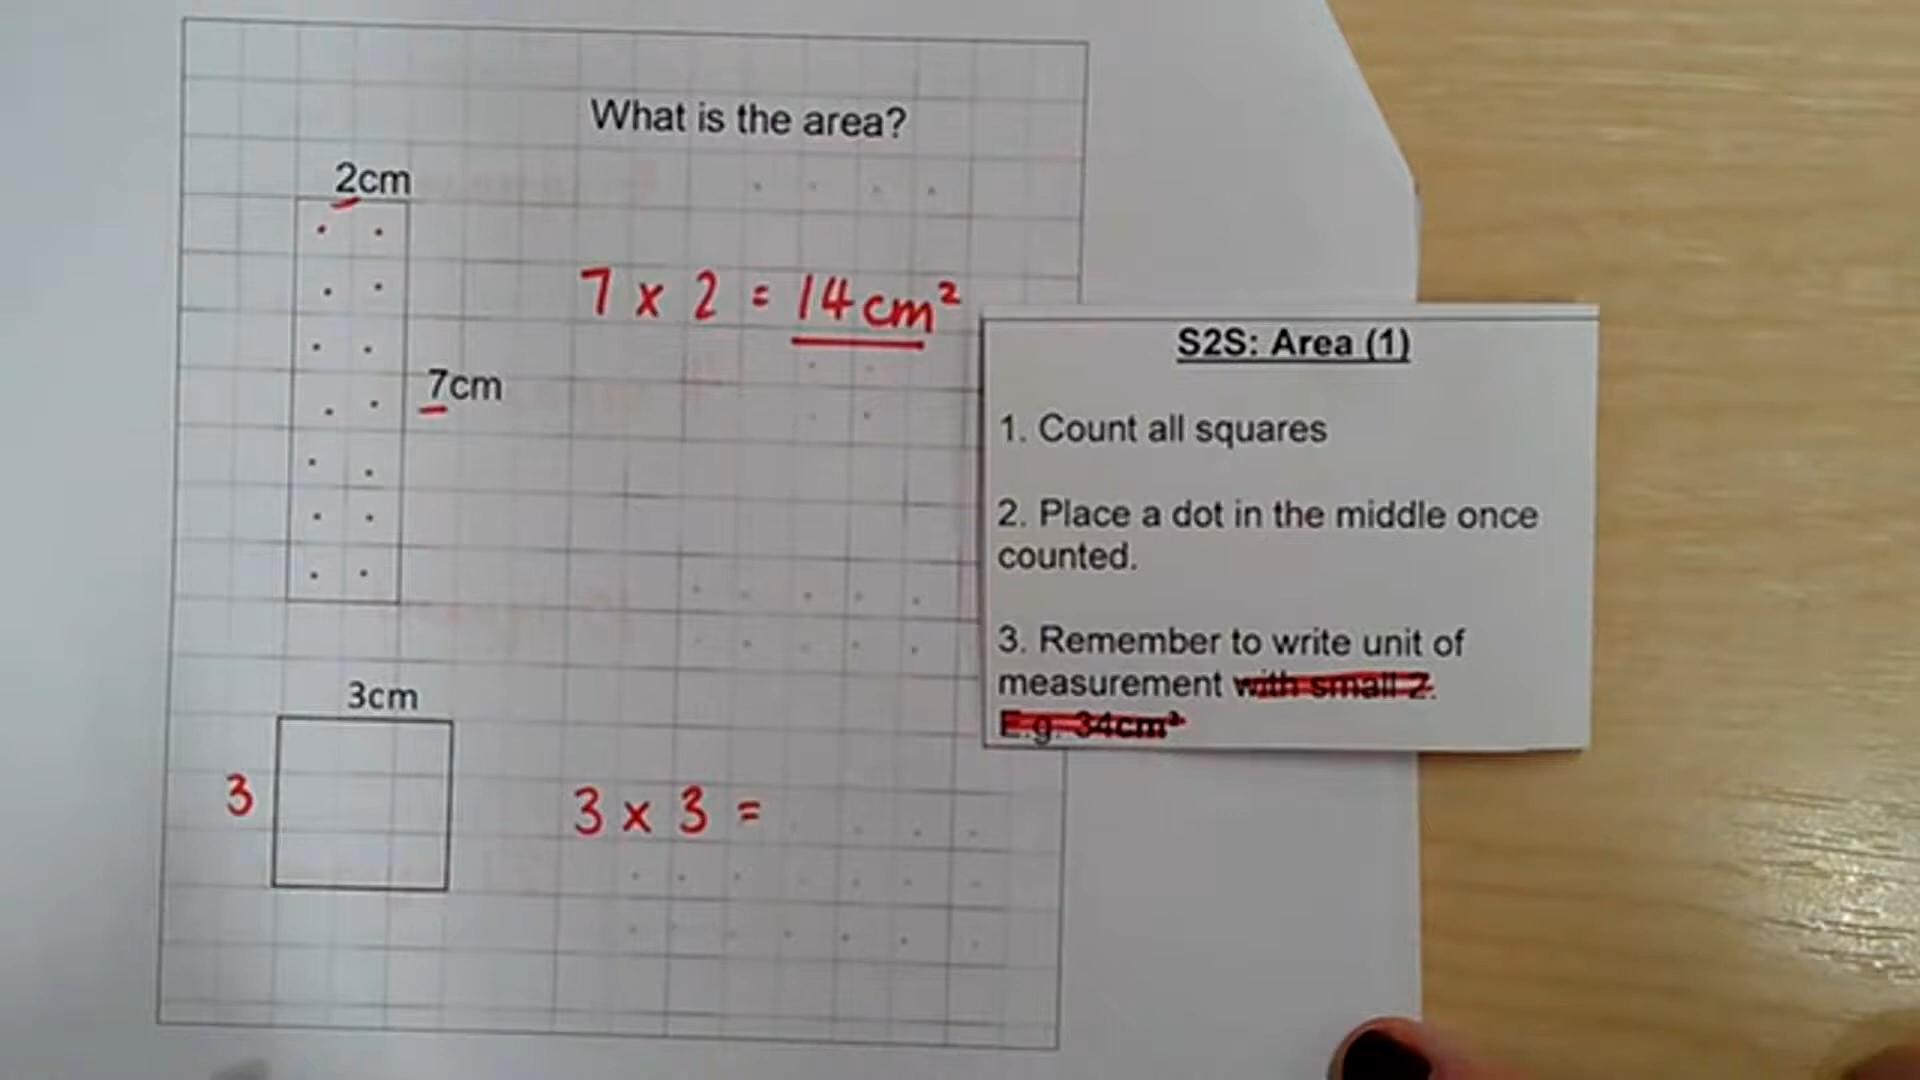 What is the area?
2cm
7 x 2 = 14cm²
7cm
3cm
3
3 x 3 =
S2S: Area (1)
1. Count all squares
2. Place a dot in the middle once
counted.
3. Remember to write unit of
measurement with small 2.
E.g. 34cm²